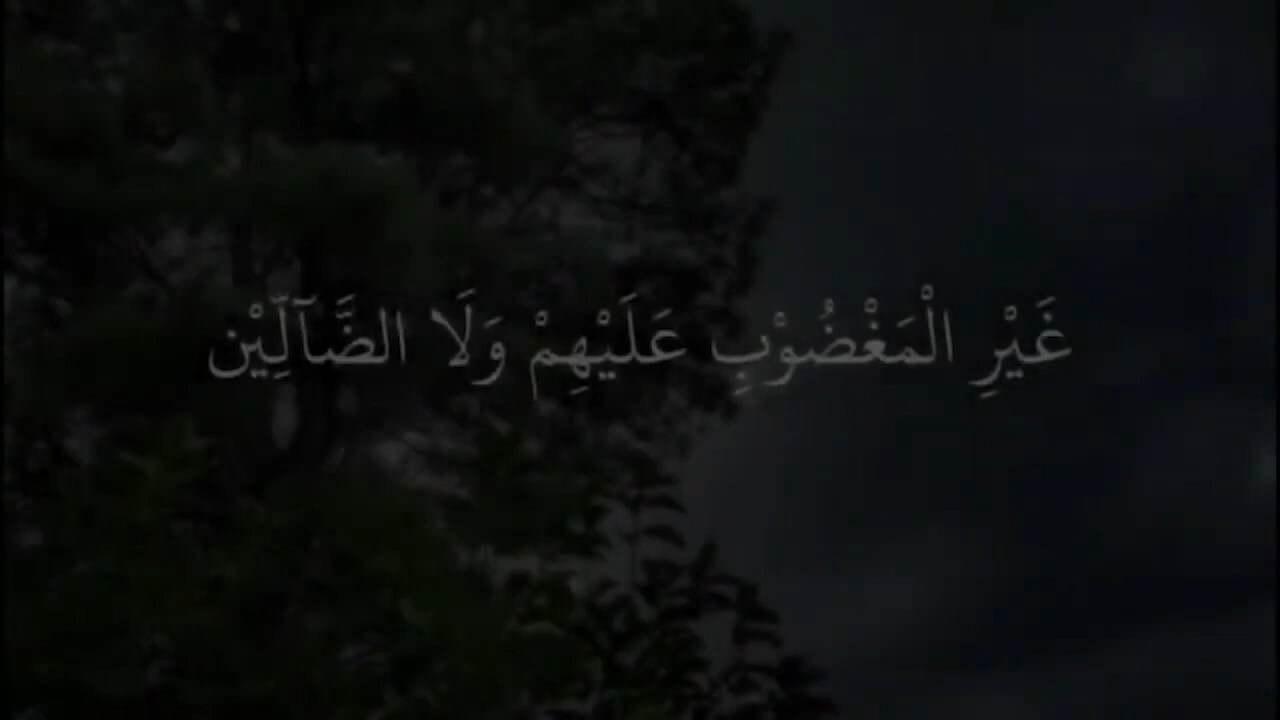 غَيْرِ الْمَغْضُوْبِ عَلَيْهِمْ وَلَا الضَّآلِّيْن